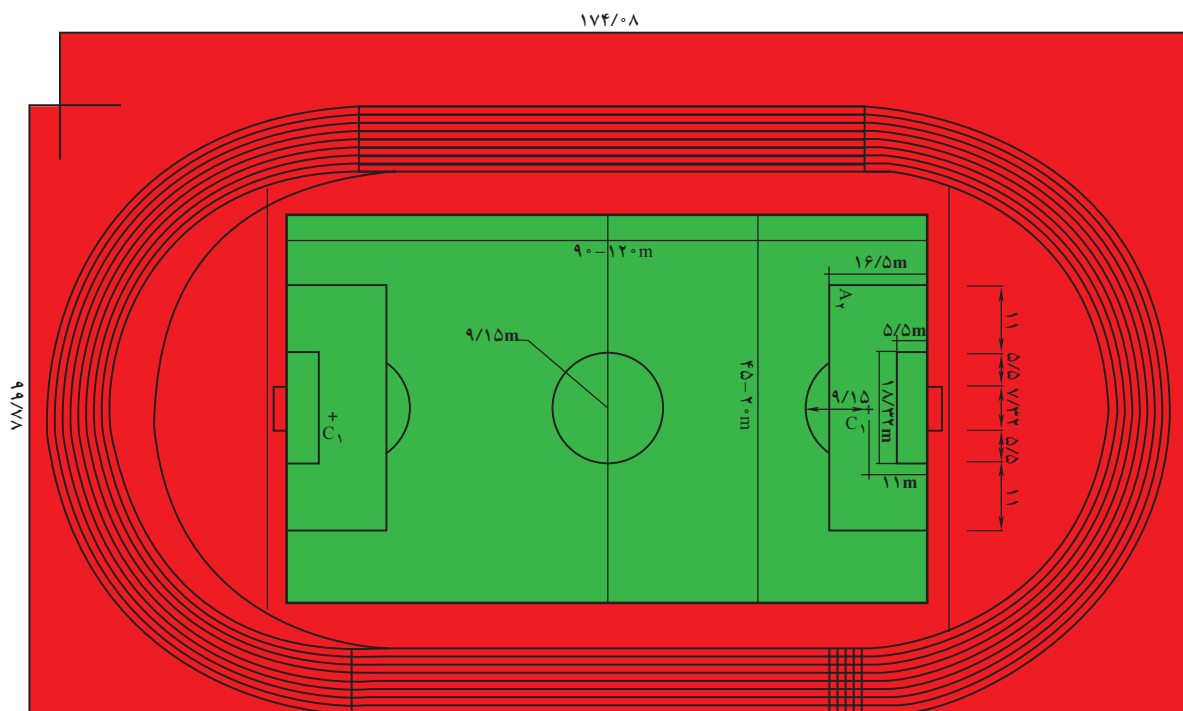 ۱۷۴/۰۸
۹۰-۱۲۰m
۱۶/۵m
A۲
۱۱
۵/۵m
۹/۱۵m
۵/۵
۹۹/۷۸
۴۵-۲۰m
۹/۱۵
۷/۳۲
۱۸/۳۲m
C۱
C۱
۵/۵
۱۱m
۱۱